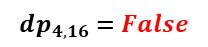 dp4,16 = False